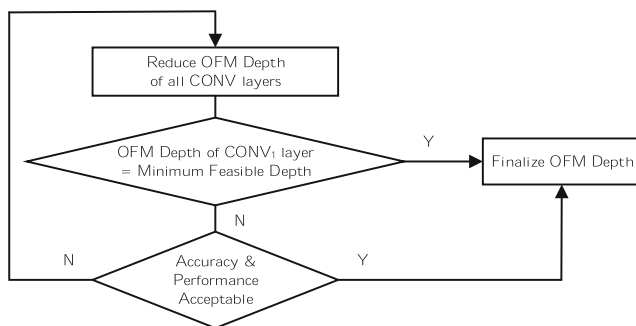 Reduce OFM Depth
of all CONV layers
OFM Depth of CONV₁ layer
= Minimum Feasible Depth
Y
Finalize OFM Depth
N
N
Accuracy &
Performance
Acceptable
Y